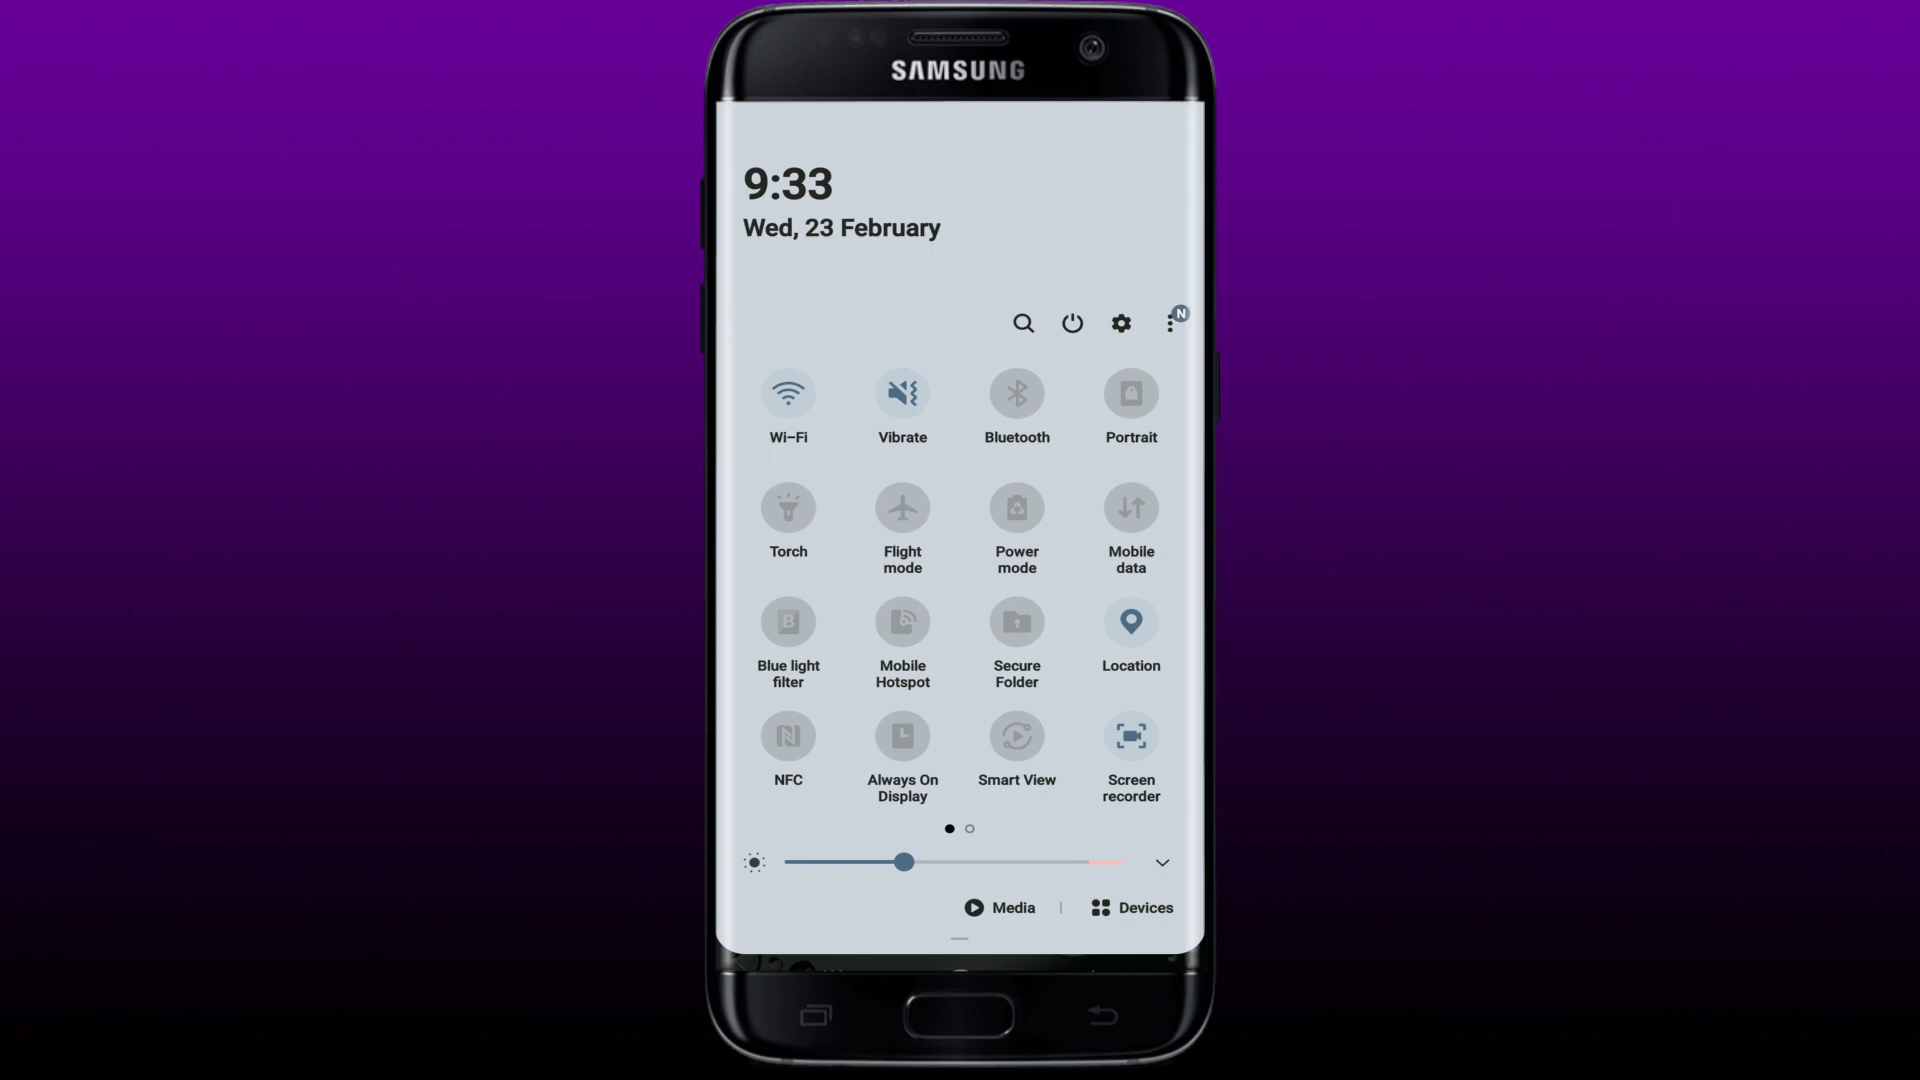 SAMSUNG
9:33
Wed, 23 February
N
Wi-Fi
Vibrate
Bluetooth
Portrait
Torch
Flight
mode
Power
mode
Mobile
data
B
Blue light
filter
Mobile
Hotspot
Secure
Folder
Location
NFC
Always On
Display
Smart View
Screen
recorder
Media
Devices